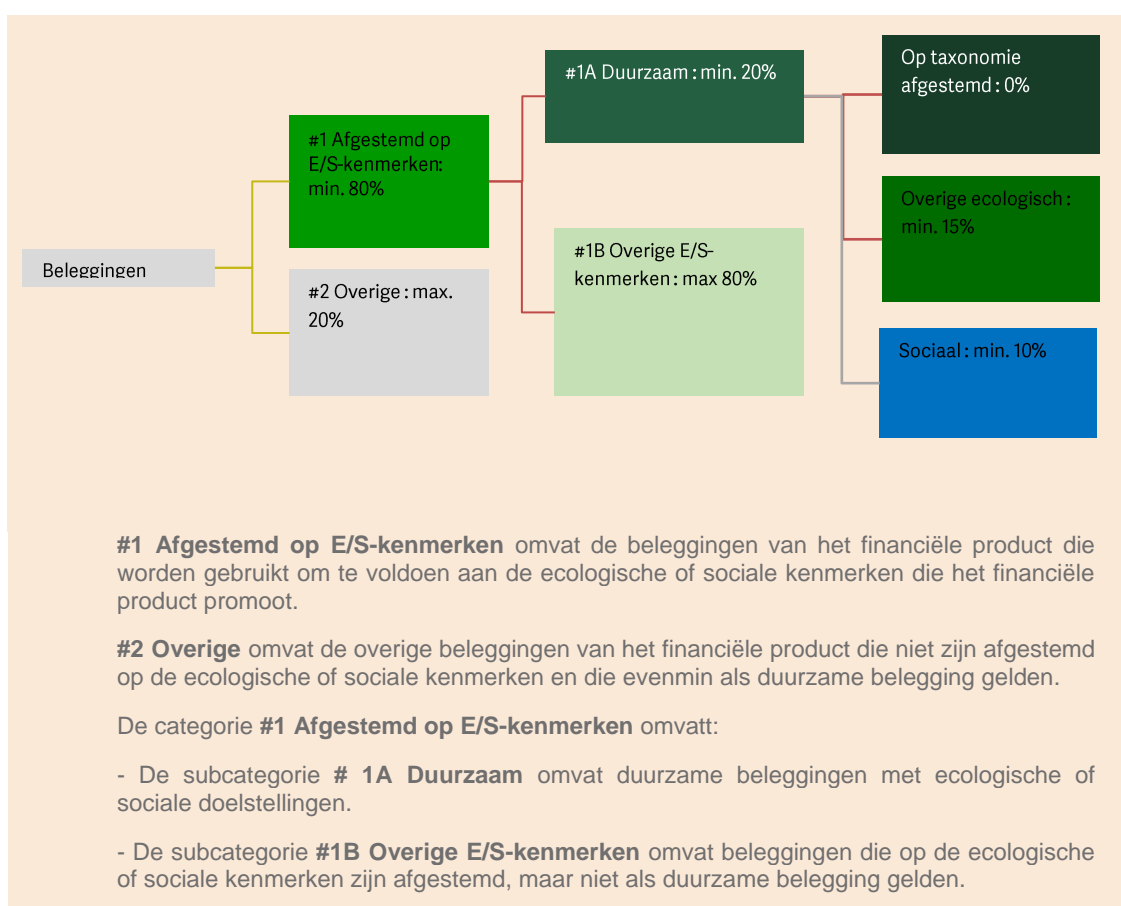 Beleggingen
#1 Afgestemd op
E/S-kenmerken:
min. 80%
#2 Overige : max.
20%
#1A Duurzaam : min. 20%
#1B Overige E/S-
kenmerken : max 80%
Op taxonomie
afgestemd : 0%
Overige ecologisch :
min. 15%
Sociaal : min. 10%
#1 Afgestemd op E/S-kenmerken omvat de beleggingen van het financiële product die
worden gebruikt om te voldoen aan de ecologische of sociale kenmerken die het financiële
product promoot.
#2 Overige omvat de overige beleggingen van het financiële product die niet zijn afgestemd
op de ecologische of sociale kenmerken en die evenmin als duurzame belegging gelden.
De categorie #1 Afgestemd op E/S-kenmerken omvatt:
- De subcategorie # 1A Duurzaam omvat duurzame beleggingen met ecologische of
sociale doelstellingen.
- De subcategorie #1B Overige E/S-kenmerken omvat beleggingen die op de ecologische
of sociale kenmerken zijn afgestemd, maar niet als duurzame belegging gelden.